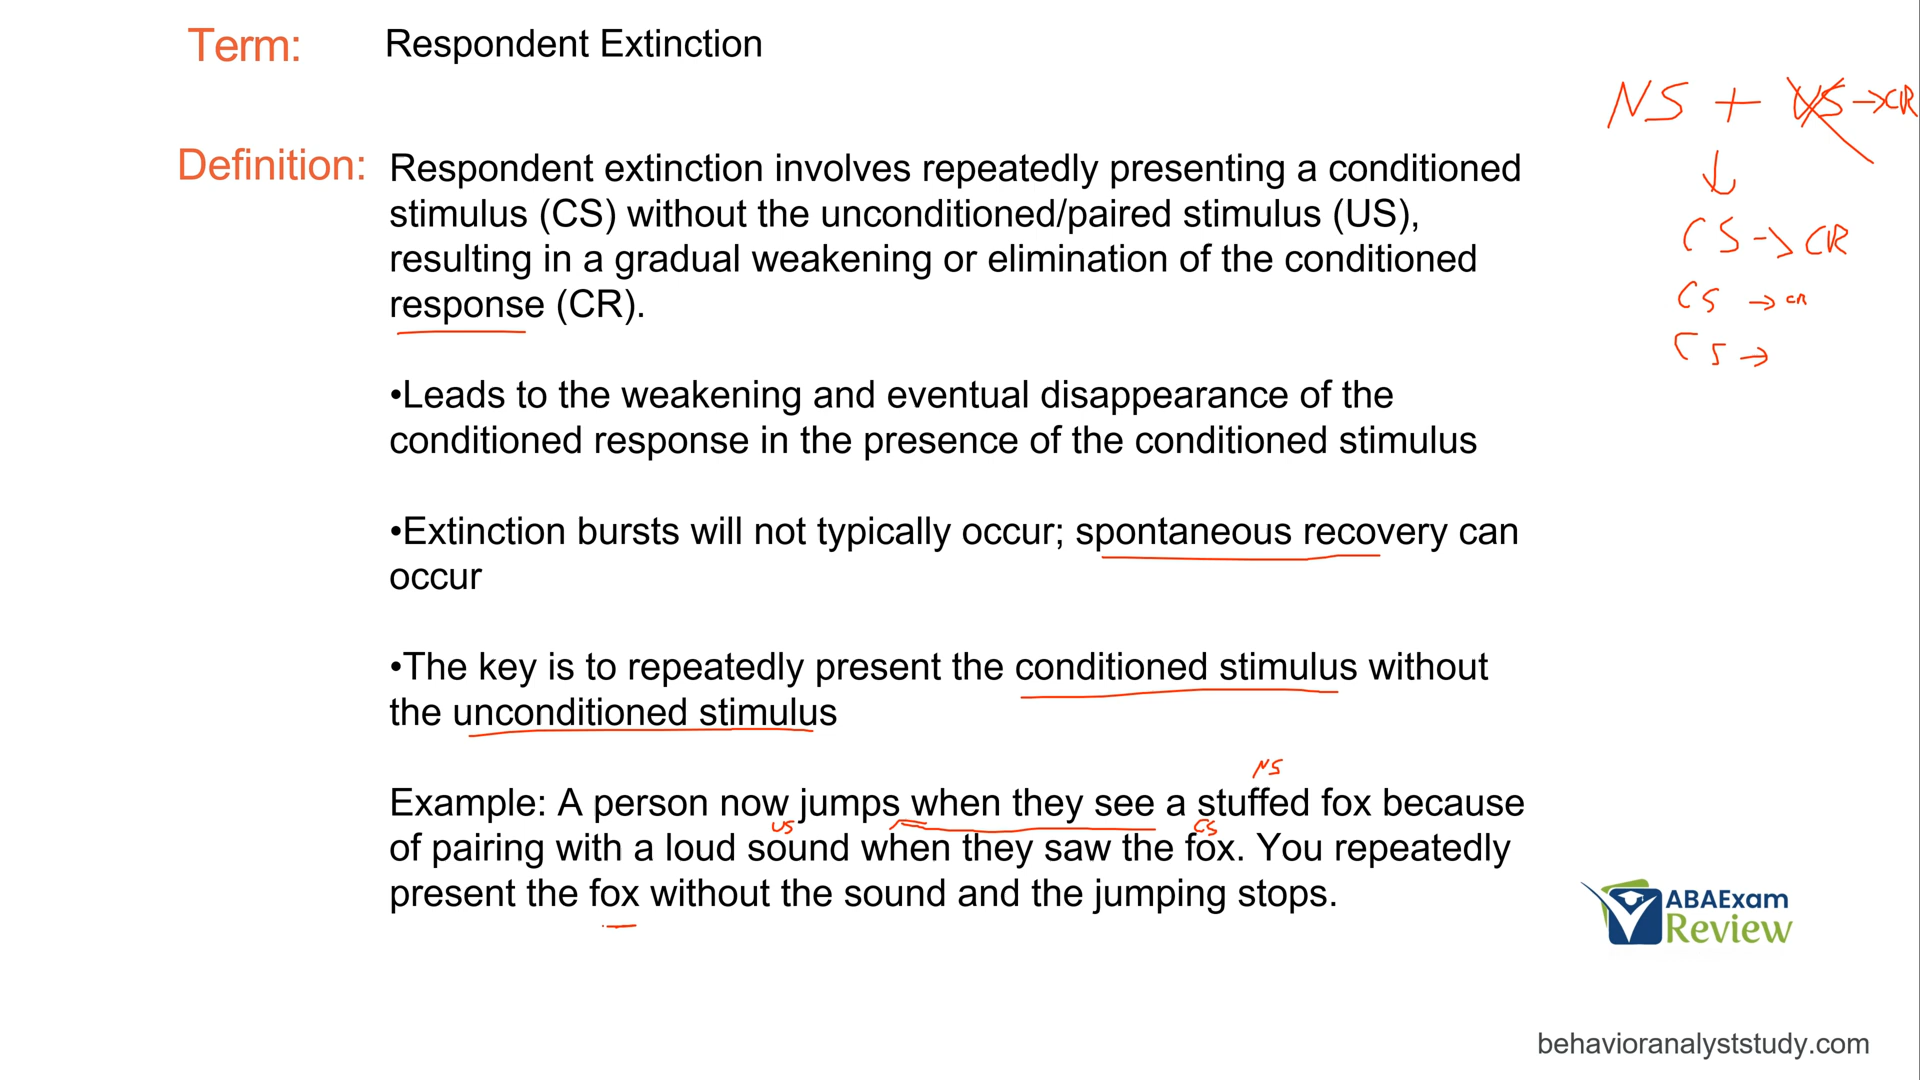 Term: Respondent Extinction
NS + US →CR
↓
Definition: Respondent extinction involves repeatedly presenting a conditioned
stimulus (CS) without the unconditioned/paired stimulus (US),
CS → CR
resulting in a gradual weakening or elimination of the conditioned
response (CR).
CS → CR
CS →
•Leads to the weakening and eventual disappearance of the
conditioned response in the presence of the conditioned stimulus
•Extinction bursts will not typically occur; spontaneous recovery can
occur
•The key is to repeatedly present the conditioned stimulus without
the unconditioned stimulus
NS
Example: A person now jumps when they see a stuffed fox because
US CS
of pairing with a loud sound when they saw the fox. You repeatedly
present the fox without the sound and the jumping stops.
ABAExam
Review
behavioranalyststudy.com